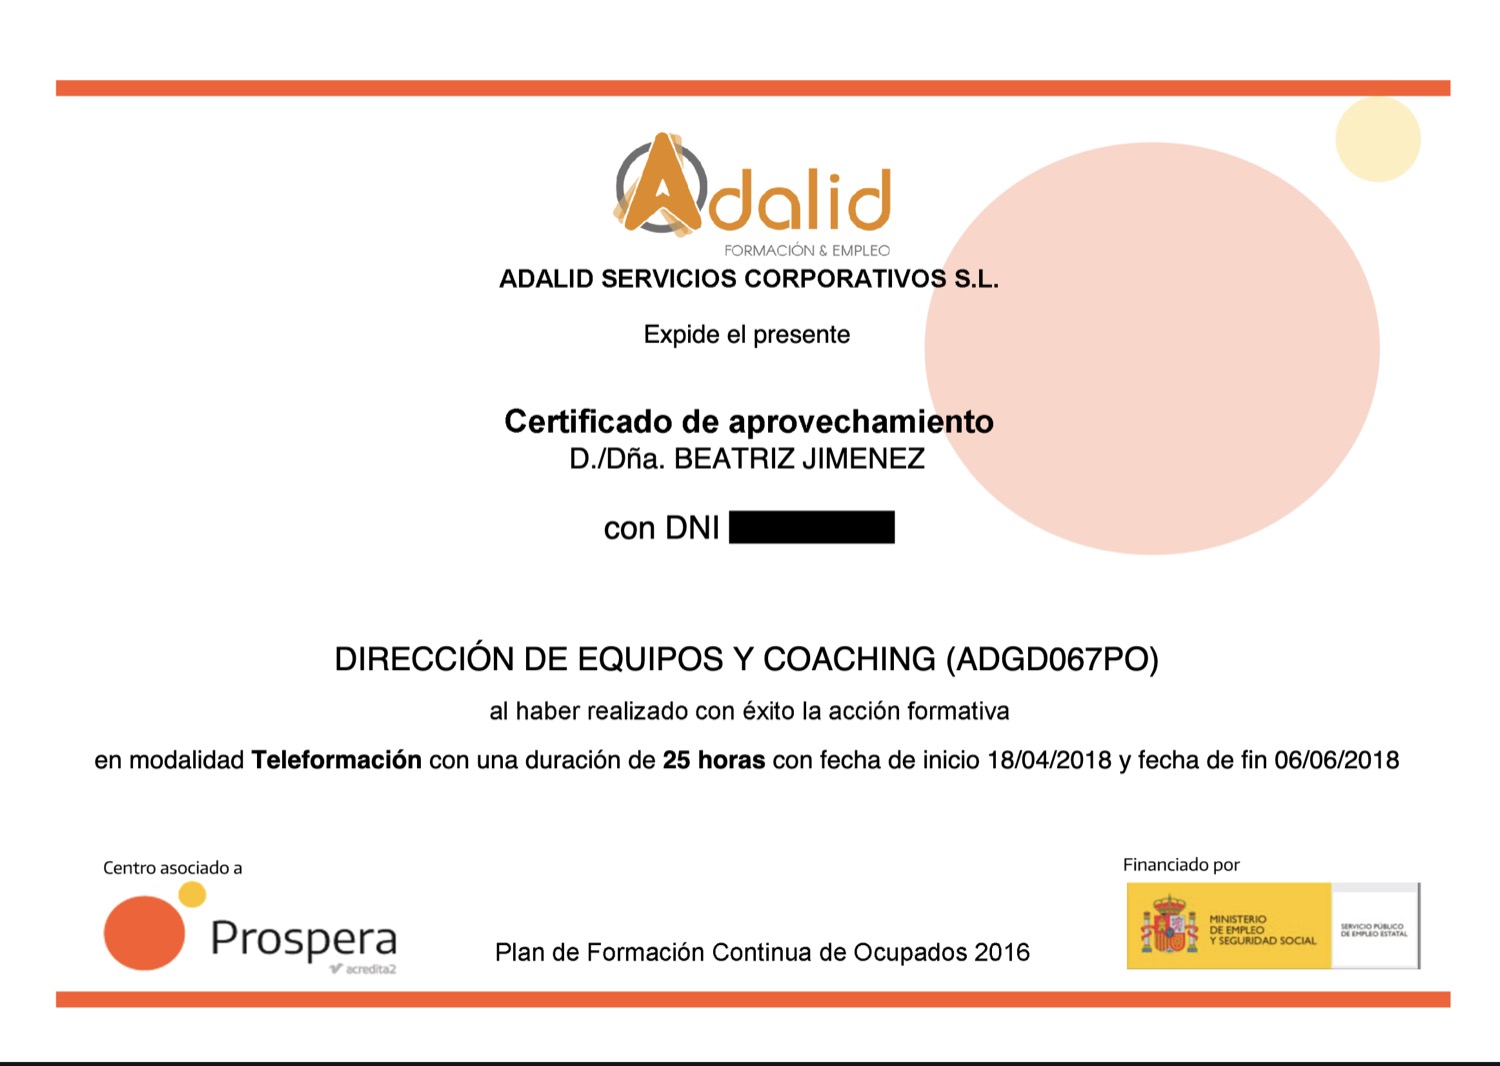 Adalid
FORMACIÓN & EMPLEO
ADALID SERVICIOS CORPORATIVOS S.L.
Expide el presente
Certificado de aprovechamiento
D./Dña. BEATRIZ JIMENEZ
con DNI
DIRECCIÓN DE EQUIPOS Y COACHING (ADGD067PO)
al haber realizado con éxito la acción formativa
en modalidad Teleformación con una duración de 25 horas con fecha de inicio 18/04/2018 y fecha de fin 06/06/2018
Centro asociado a
Prospera
acredita2
Plan de Formación Continua de Ocupados 2016
Financiado por
MINISTERIO
DE EMPLEO
Y SEGURIDAD SOCIAL
SERVICIO PÚBLICO
DE EMPLEO ESTATAL